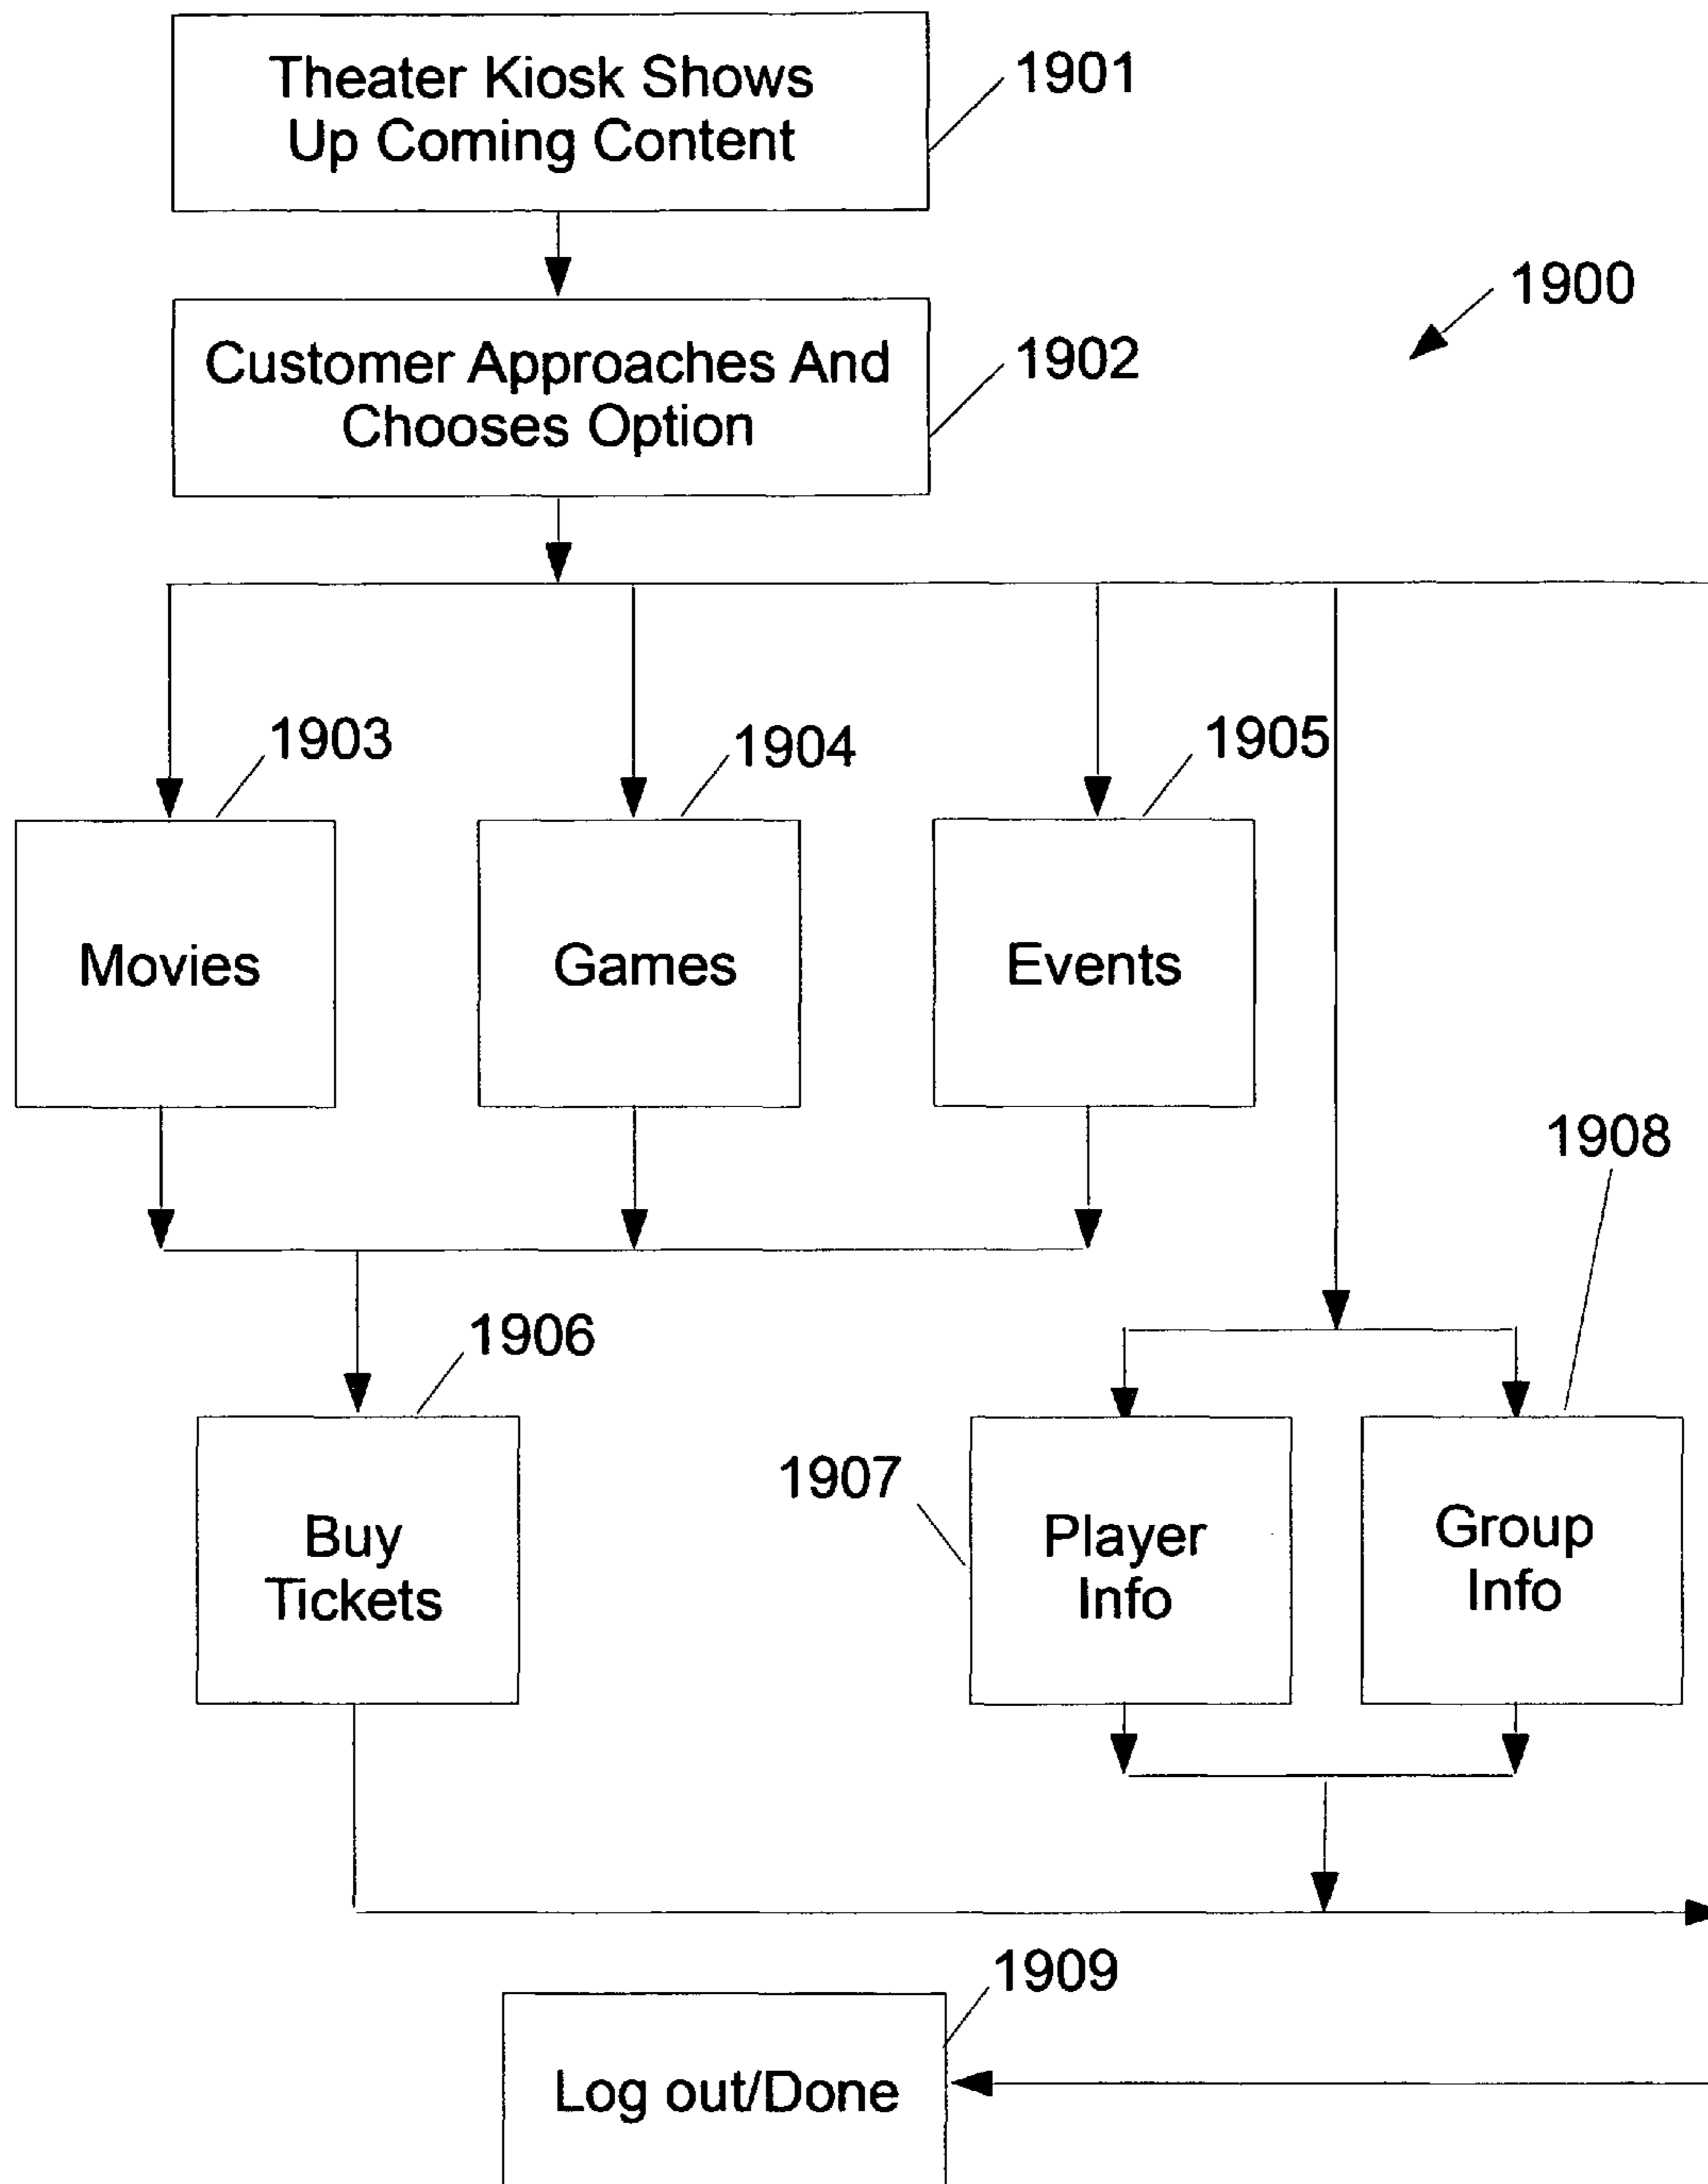 Theater Kiosk Shows
Up Coming Content
1901
1900
Customer Approaches And
Chooses Option
1902
1903
1904
1905
Movies
Games
Events
1908
1906
1907
Buy
Tickets
Player
Info
Group
Info
1909
Log out/Done